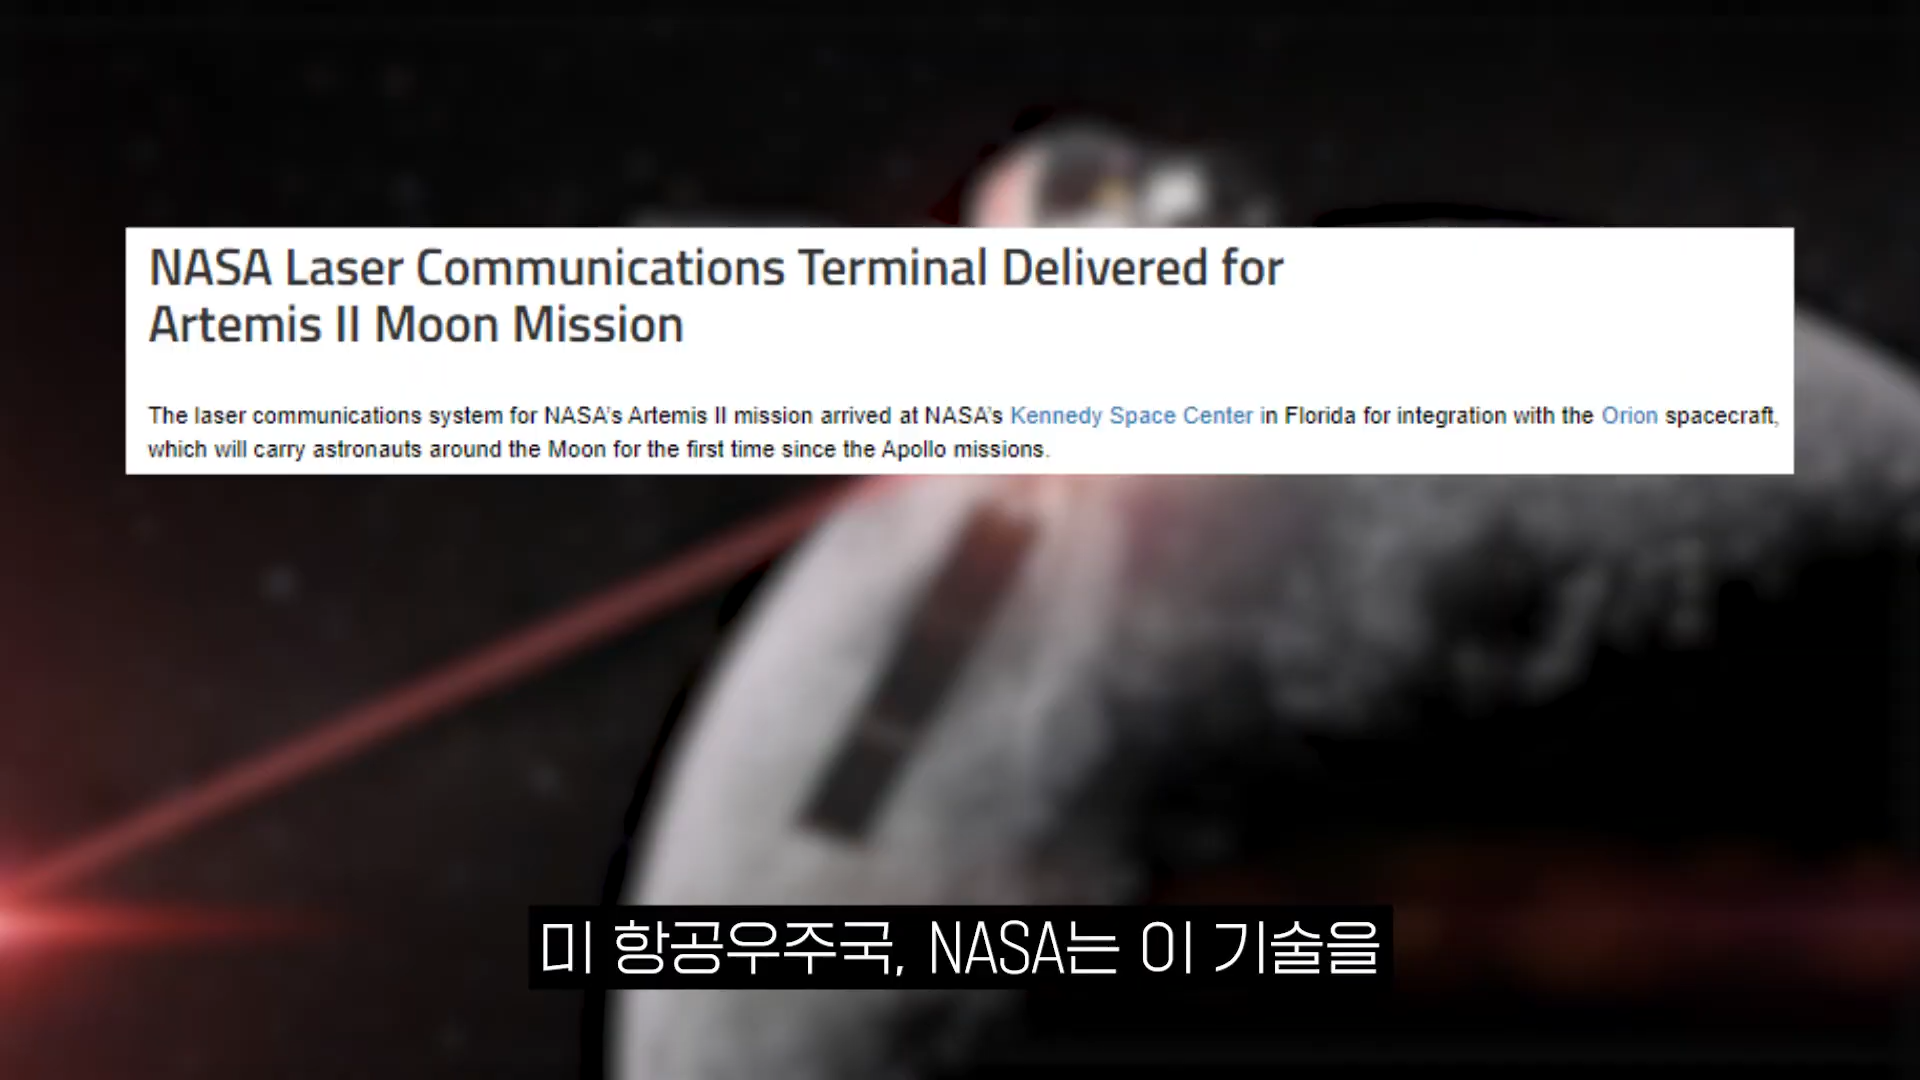 NASA Laser Communications Terminal Delivered for
Artemis II Moon Mission
The laser communications system for NASA's Artemis II mission arrived at NASA's Kennedy Space Center in Florida for integration with the Orion spacecraft,
which will carry astronauts around the Moon for the first time since the Apollo missions.
미 항공우주국, NASA는 이 기술을